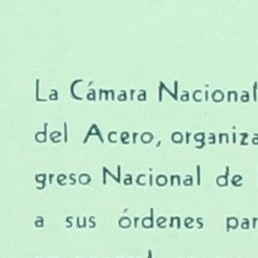 La Cámara Nacional
del Acero, organiza
greso Nacional de
a sus órdenes par